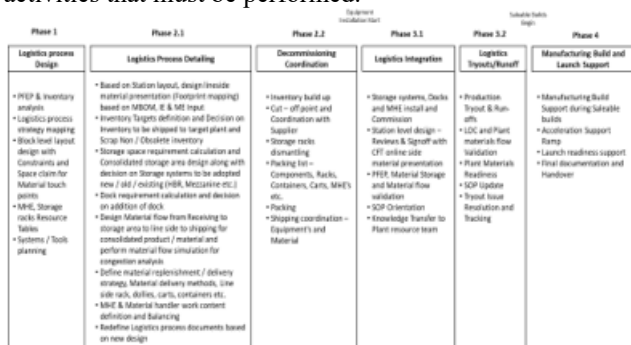 activities that must be performed.
Equipment
Installation Start
Saleable Builds
Begin
Phase 1
Phase 2.1
Phase 2.2
Phase 3.1
Phase 3.2
Phase 4
Logistics process
Design
Logistics Process Detailing
Decommissioning
Coordination
Logistics Integration
Logistics
Tryouts/Runoff
Manufacturing Build and
Launch Support
• PFEP & Inventory
analysis
• Logistics process
strategy mapping
• Block level layout
design with
Constraints and
Space claim for
Material touch
points
• MHE, Storage
racks Resource
Tables
• Systems / Tools
planning
• Based on Station layout, design lineside
material presentation (Footprint mapping)
based on MBOM, IE & ME Input
• Inventory Targets definition and Decision on
Inventory to be shipped to target plant and
Scrap Non / Obsolete inventory
• Storage space requirement calculation and
Consolidated storage area design along with
decision on Storage systems to be adopted
new / old / existing (HBR, Mezzanine etc.)
• Dock requirement calculation and decision
on addition of dock
• Design Material flow from Receiving to
storage area to line side to shipping for
consolidated product / material and
perform material flow simulation for
congestion analysis
• Define material replenishment / delivery
strategy, Material delivery methods, Line
side rack, dollies, carts, containers etc.
• MHE & Material handler work content
definition and Balancing
• Redefine Logistics process documents based
on new design
• Inventory build up
• Cut – off point and
Coordination with
Supplier
• Storage racks
dismantling
• Packing list –
Components, Racks,
Containers, Carts, MHE's
etc.
• Packing
• Shipping coordination –
Equipment's and
Material
• Storage systems, Docks
and MHE install and
Commission
• Station level design –
Reviews & Signoff with
CFT online side
material presentation
• PFEP, Material Storage
and Material flow
validation
• SOP Orientation
• Knowledge Transfer to
Plant resource team
• Production
Tryout & Run-
offs
• LOC and Plant
materials flow
validation
• Plant Materials
Readiness
• SOP Update
• Tryout Issue
Resolution and
Tracking
• Manufacturing Build
Support during Saleable
builds
• Acceleration Support
Ramp
• Launch readiness support
• Final documentation and
Handover